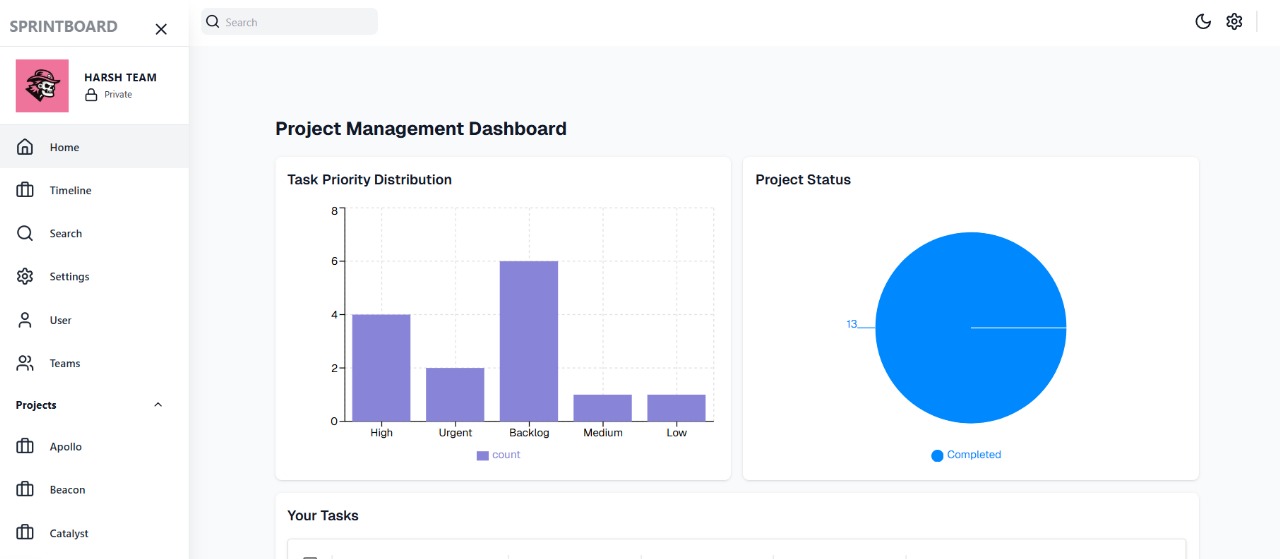 SPRINTBOARD
Search
HARSH TEAM
Private
Home
Timeline
Search
Settings
User
Teams
Projects
Apollo
Beacon
Catalyst
Project Management Dashboard
Task Priority Distribution
8
6
4
2
0
High Urgent Backlog Medium Low
count
Project Status
13
Completed
Your Tasks